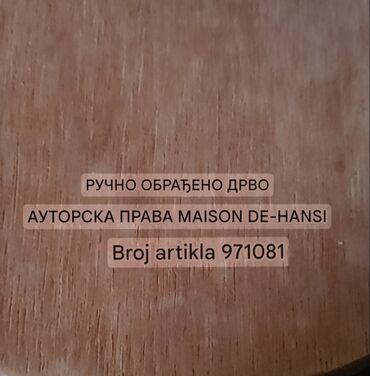 РУЧНО ОБРАЂЕНО ДРВО
АУТОРСКА ПРАВА MAISON DE-HANSI
Broj artikla 971081